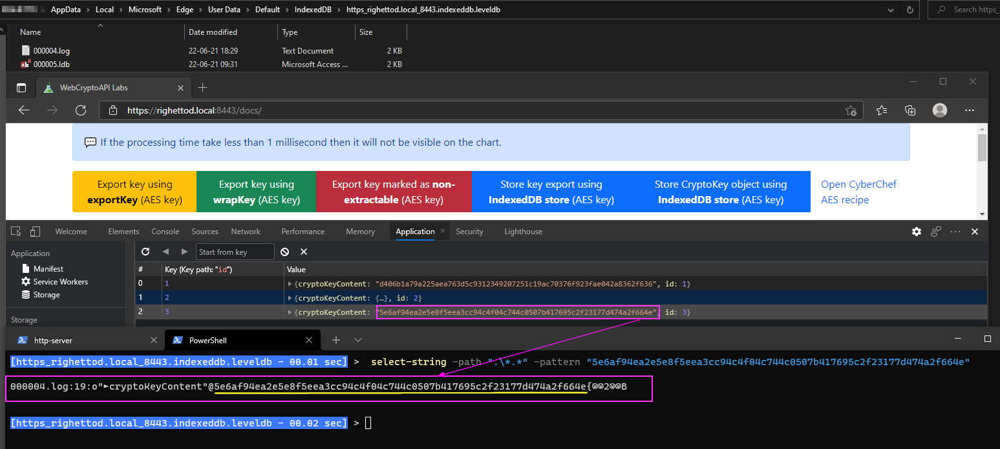 AppData > Local > Microsoft > Edge > User Data > Default > IndexedDB > https_righettod.local_8443.indexeddb.leveldb
Search https_
Name Date modified Type Size
000004.log 22-06-21 18:29 Text Document 2 KB
000005.ldb 22-06-21 09:31 Microsoft Access ... 2 KB
WebCryptoAPI Labs
https://righettod.local:8443/docs/
If the processing time take less than 1 millisecond then it will not be visible on the chart.
Export key using
exportKey (AES key)
Export key using
wrapKey (AES key)
Export key marked as non-
extractable (AES key)
Store key export using
IndexedDB store (AES key)
Store CryptoKey object using
IndexedDB store (AES key)
Open CyberChef
AES recipe
Welcome Elements Console Sources Network Performance Memory Application Security Lighthouse
Application
Manifest
Service Workers
Storage
Storage
Start from key
# Key (Key path: "id") Value
0 1 {cryptoKeyContent: "d406b1a79a225aea763d5c9312349207251c19ac70376f923fae042a8362f636", id: 1}
1 2 {cryptoKeyContent: {…}, id: 2}
2 3 {cryptoKeyContent: "5e6af94ea2e5e8f5eea3cc94c4f04c744c0507b417695c2f23177d474a2f664e", id: 3}
http-server PowerShell
[https_righettod.local_8443.indexeddb.leveldb - 00.01 sec] > select-string -path ".\*.*" -pattern "5e6af94ea2e5e8f5eea3cc94c4f04c744c0507b417695c2f23177d474a2f664e"
000004.log:19:o"►cryptoKeyContent"@5e6af94ea2e5e8f5eea3cc94c4f04c744c0507b417695c2f23177d474a2f664e{☻☻2☻☻B
[https_righettod.local_8443.indexeddb.leveldb - 00.02 sec] >